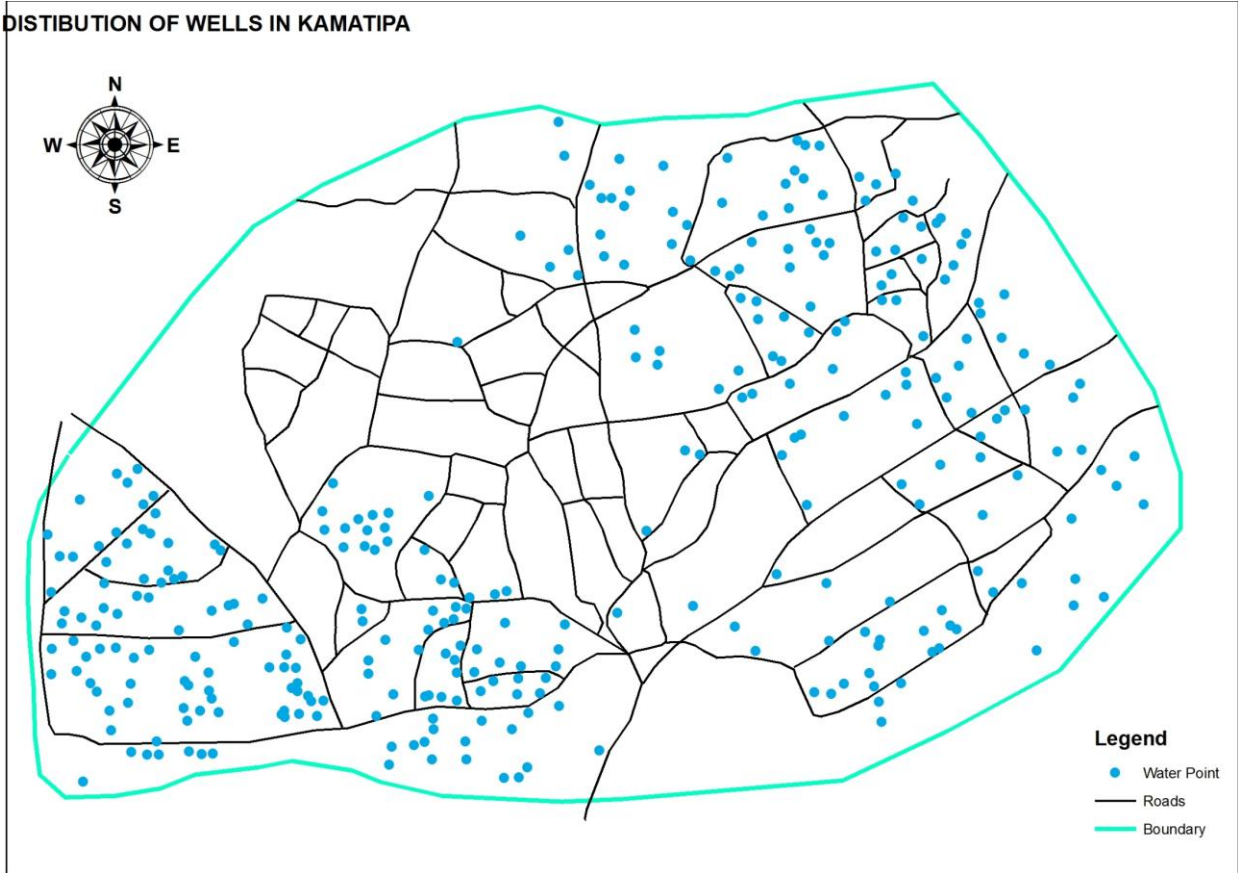 DISTIBUTION OF WELLS IN KAMATIPA
N
W E
S
Legend
Water Point
Roads
Boundary